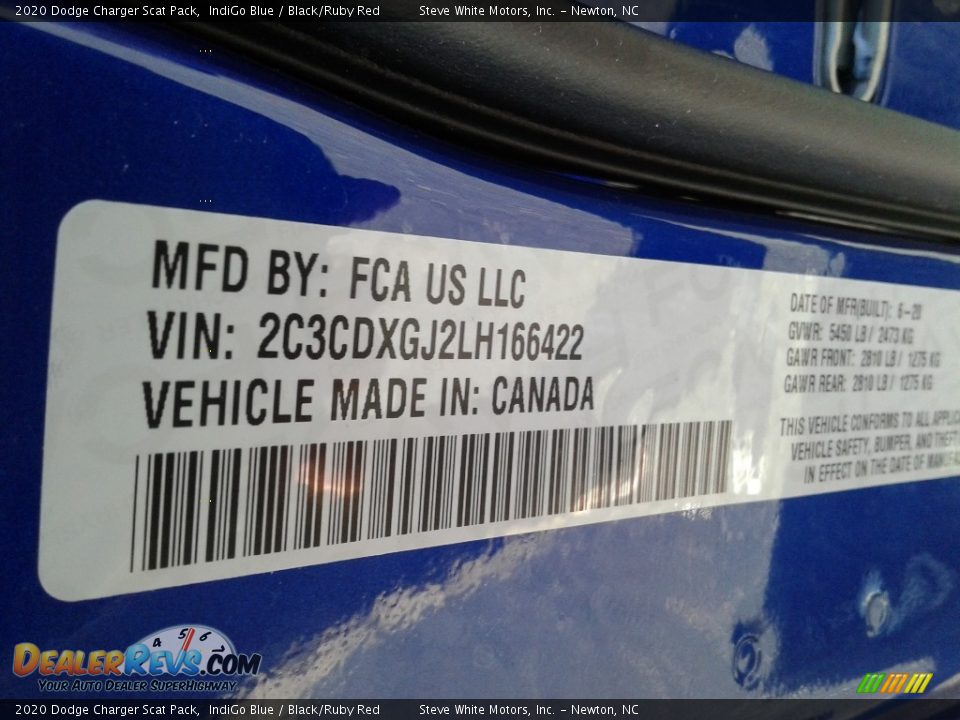 2020 Dodge Charger Scat Pack, IndiGo Blue / Black/Ruby Red Steve White Motors, Inc. - Newton, NC
MFD BY: FCA US LLC
VIN: 2C3CDXGJ2LH166422
VEHICLE MADE IN: CANADA
DATE OF MFR(BUILT): 6-20
GVWR: 5450 LB / 2473 KG
GAWR FRONT: 2810 LB / 1275 KG
GAWR REAR: 2810 LB / 1275 KG
THIS VEHICLE CONFORMS TO ALL
VEHICLE SAFETY, BUMPER, AND THEFT
IN EFFECT ON THE DATE OF
4 5 6
DealerRevs.com
Your Auto Dealer SuperHighway
2020 Dodge Charger Scat Pack, IndiGo Blue / Black/Ruby Red Steve White Motors, Inc. - Newton, NC